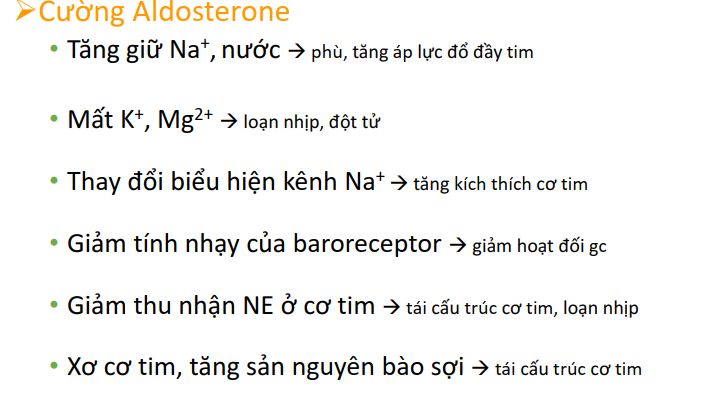 ➢Cường Aldosterone
• Tăng giữ Na⁺, nước → phù, tăng áp lực đổ đầy tim
• Mất K⁺, Mg²⁺ → loạn nhịp, đột tử
• Thay đổi biểu hiện kênh Na⁺ → tăng kích thích cơ tim
• Giảm tính nhạy của baroreceptor → giảm hoạt đối gc
• Giảm thu nhận NE ở cơ tim → tái cấu trúc cơ tim, loạn nhịp
• Xơ cơ tim, tăng sản nguyên bào sợi → tái cấu trúc cơ tim